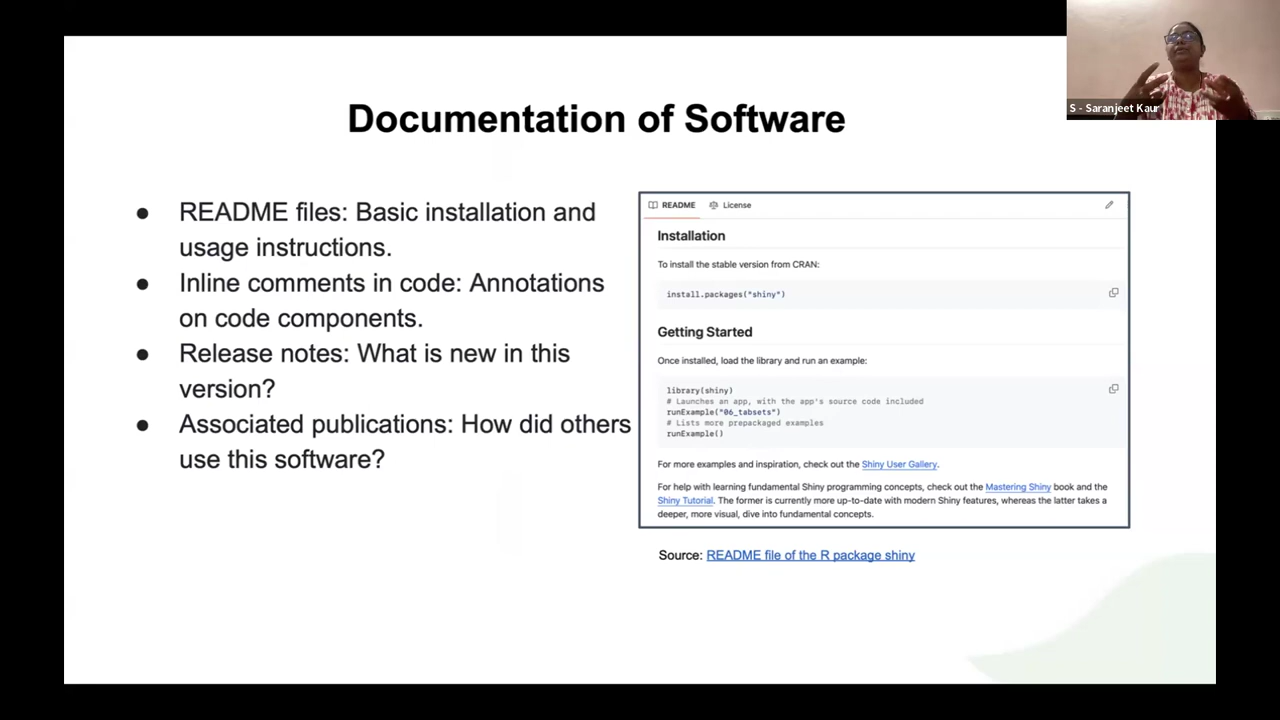 S - Saranjeet Kaur
Documentation of Software
● README files: Basic installation and
usage instructions.
● Inline comments in code: Annotations
on code components.
● Release notes: What is new in this
version?
● Associated publications: How did others
use this software?
README License
Installation
To install the stable version from CRAN:
install.packages("shiny")
Getting Started
Once installed, load the library and run an example:
library(shiny)
# Launches an app, with the app's source code included
runExample("06_tabsets")
# Lists more prepackaged examples
runExample()
For more examples and inspiration, check out the Shiny User Gallery.
For help with learning fundamental Shiny programming concepts, check out the Mastering Shiny book and the
Shiny Tutorial. The former is currently more up-to-date with modern Shiny features, whereas the latter takes a
deeper, more visual, dive into fundamental concepts.
Source: README file of the R package shiny